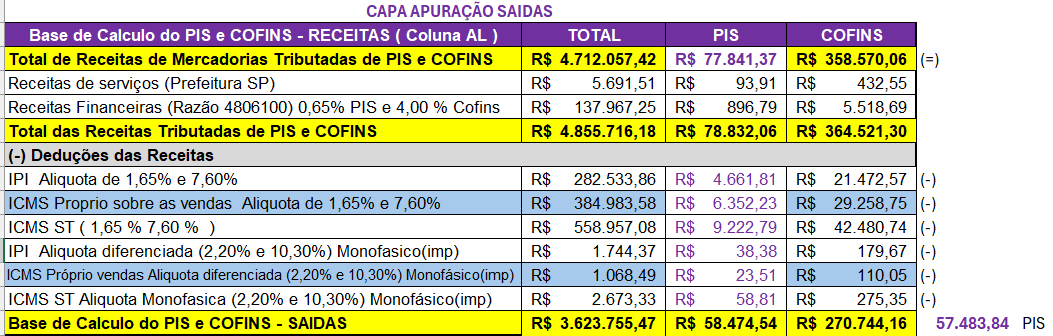 CAPA APURAÇÃO SAIDAS
Base de Calculo do PIS e COFINS - RECEITAS ( Coluna AL ) TOTAL PIS COFINS
Total de Receitas de Mercadorias Tributadas de PIS e COFINS R$ 4.712.057,42 R$ 77.841,37 R$ 358.570,06 (=)
Receitas de serviços (Prefeitura SP) R$ 5.691,51 R$ 93,91 R$ 432,55
Receitas Financeiras (Razão 4806100) 0,65% PIS e 4,00 % Cofins R$ 137.967,25 R$ 896,79 R$ 5.518,69
Total das Receitas Tributadas de PIS e COFINS R$ 4.855.716,18 R$ 78.832,06 R$ 364.521,30
(-) Deduções das Receitas
IPI Aliquota de 1,65% e 7,60% R$ 282.533,86 R$ 4.661,81 R$ 21.472,57 (-)
ICMS Proprio sobre as vendas Aliquota de 1,65% e 7,60% R$ 384.983,58 R$ 6.352,23 R$ 29.258,75 (-)
ICMS ST ( 1,65 % 7,60 % ) R$ 558.957,08 R$ 9.222,79 R$ 42.480,74 (-)
IPI Aliquota diferenciada (2,20% e 10,30%) Monofasico(imp) R$ 1.744,37 R$ 38,38 R$ 179,67 (-)
ICMS Próprio vendas Aliquota diferenciada (2,20% e 10,30%) Monofásico(imp) R$ 1.068,49 R$ 23,51 R$ 110,05 (-)
ICMS ST Aliquota Monofasica (2,20% e 10,30%) Monofásico(imp) R$ 2.673,33 R$ 58,81 R$ 275,35 (-)
Base de Calculo do PIS e COFINS - SAIDAS R$ 3.623.755,47 R$ 58.474,54 R$ 270.744,16 57.483,84 PIS